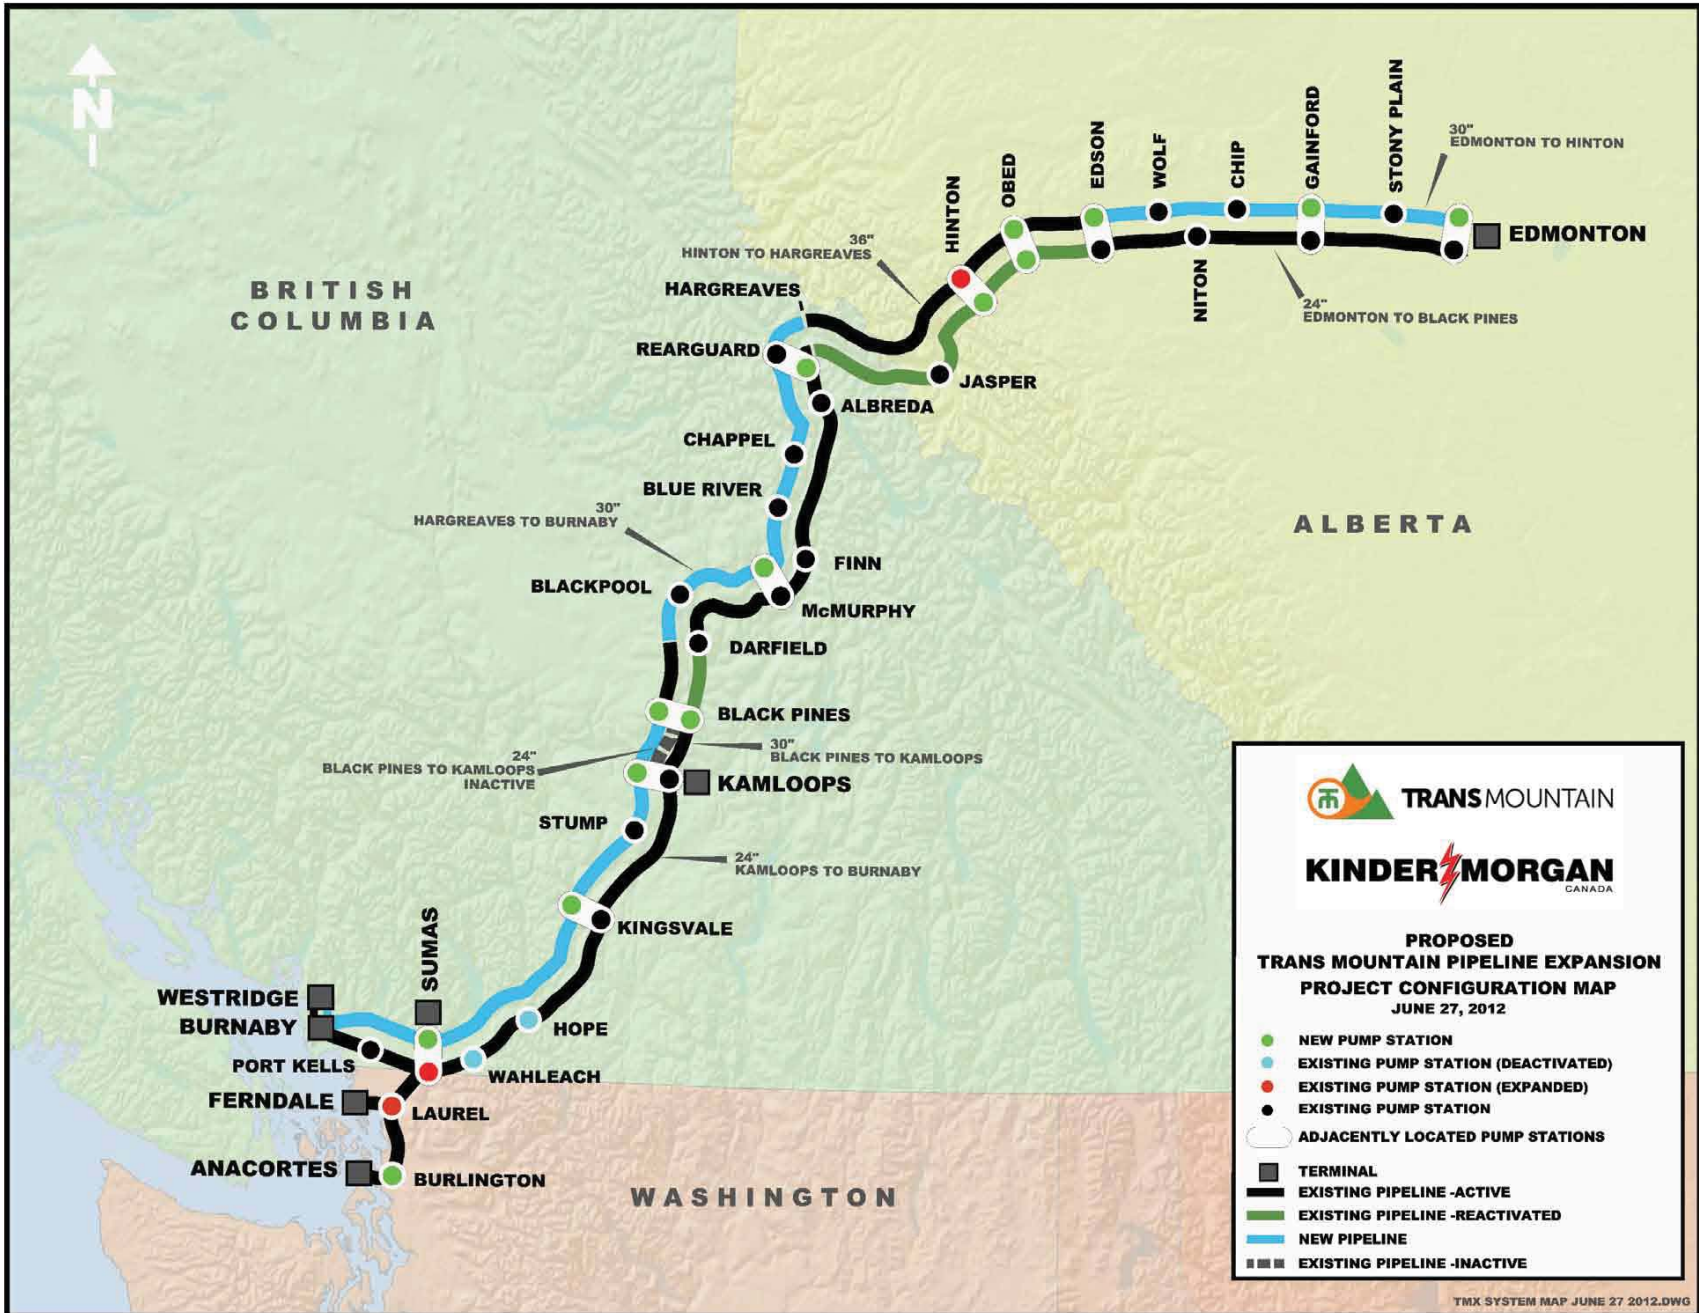 N
BRITISH
COLUMBIA
ALBERTA
WASHINGTON
HINTON
OBED
EDSON
WOLF
CHIP
GAINFORD
STONY PLAIN
30"
EDMONTON TO HINTON
EDMONTON
NITON
24"
EDMONTON TO BLACK PINES
36"
HINTON TO HARGREAVES
HARGREAVES
REARGUARD
JASPER
ALBREDA
CHAPPEL
BLUE RIVER
30"
HARGREAVES TO BURNABY
FINN
BLACKPOOL
McMURPHY
DARFIELD
BLACK PINES
24"
BLACK PINES TO KAMLOOPS
INACTIVE
30"
BLACK PINES TO KAMLOOPS
KAMLOOPS
STUMP
24"
KAMLOOPS TO BURNABY
KINGSVALE
SUMAS
WESTRIDGE
BURNABY
HOPE
PORT KELLS
WAHLEACH
FERNDALE
LAUREL
ANACORTES
BURLINGTON
TRANSMOUNTAIN
KINDER MORGAN
CANADA
PROPOSED
TRANS MOUNTAIN PIPELINE EXPANSION
PROJECT CONFIGURATION MAP
JUNE 27, 2012
NEW PUMP STATION
EXISTING PUMP STATION (DEACTIVATED)
EXISTING PUMP STATION (EXPANDED)
EXISTING PUMP STATION
ADJACENTLY LOCATED PUMP STATIONS
TERMINAL
EXISTING PIPELINE -ACTIVE
EXISTING PIPELINE -REACTIVATED
NEW PIPELINE
EXISTING PIPELINE -INACTIVE
TMX SYSTEM MAP JUNE 27 2012.DWG